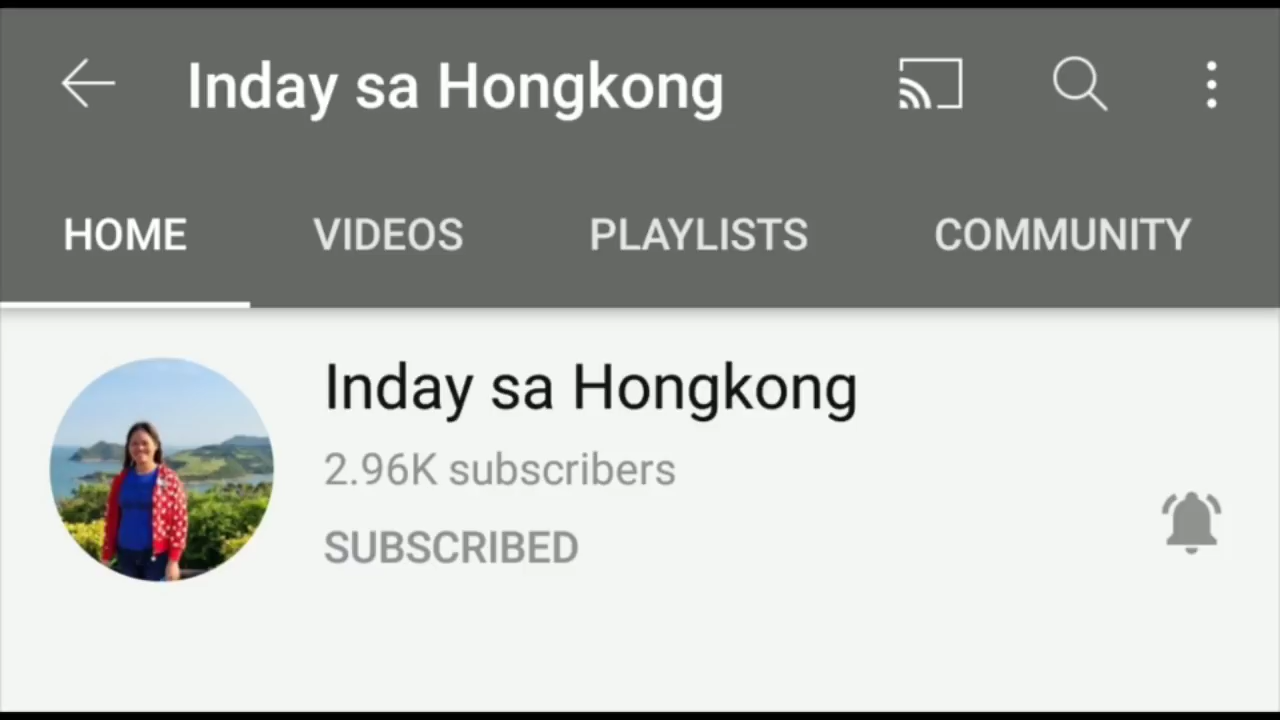 Inday sa Hongkong
HOME VIDEOS PLAYLISTS COMMUNITY
Inday sa Hongkong
2.96K subscribers
SUBSCRIBED